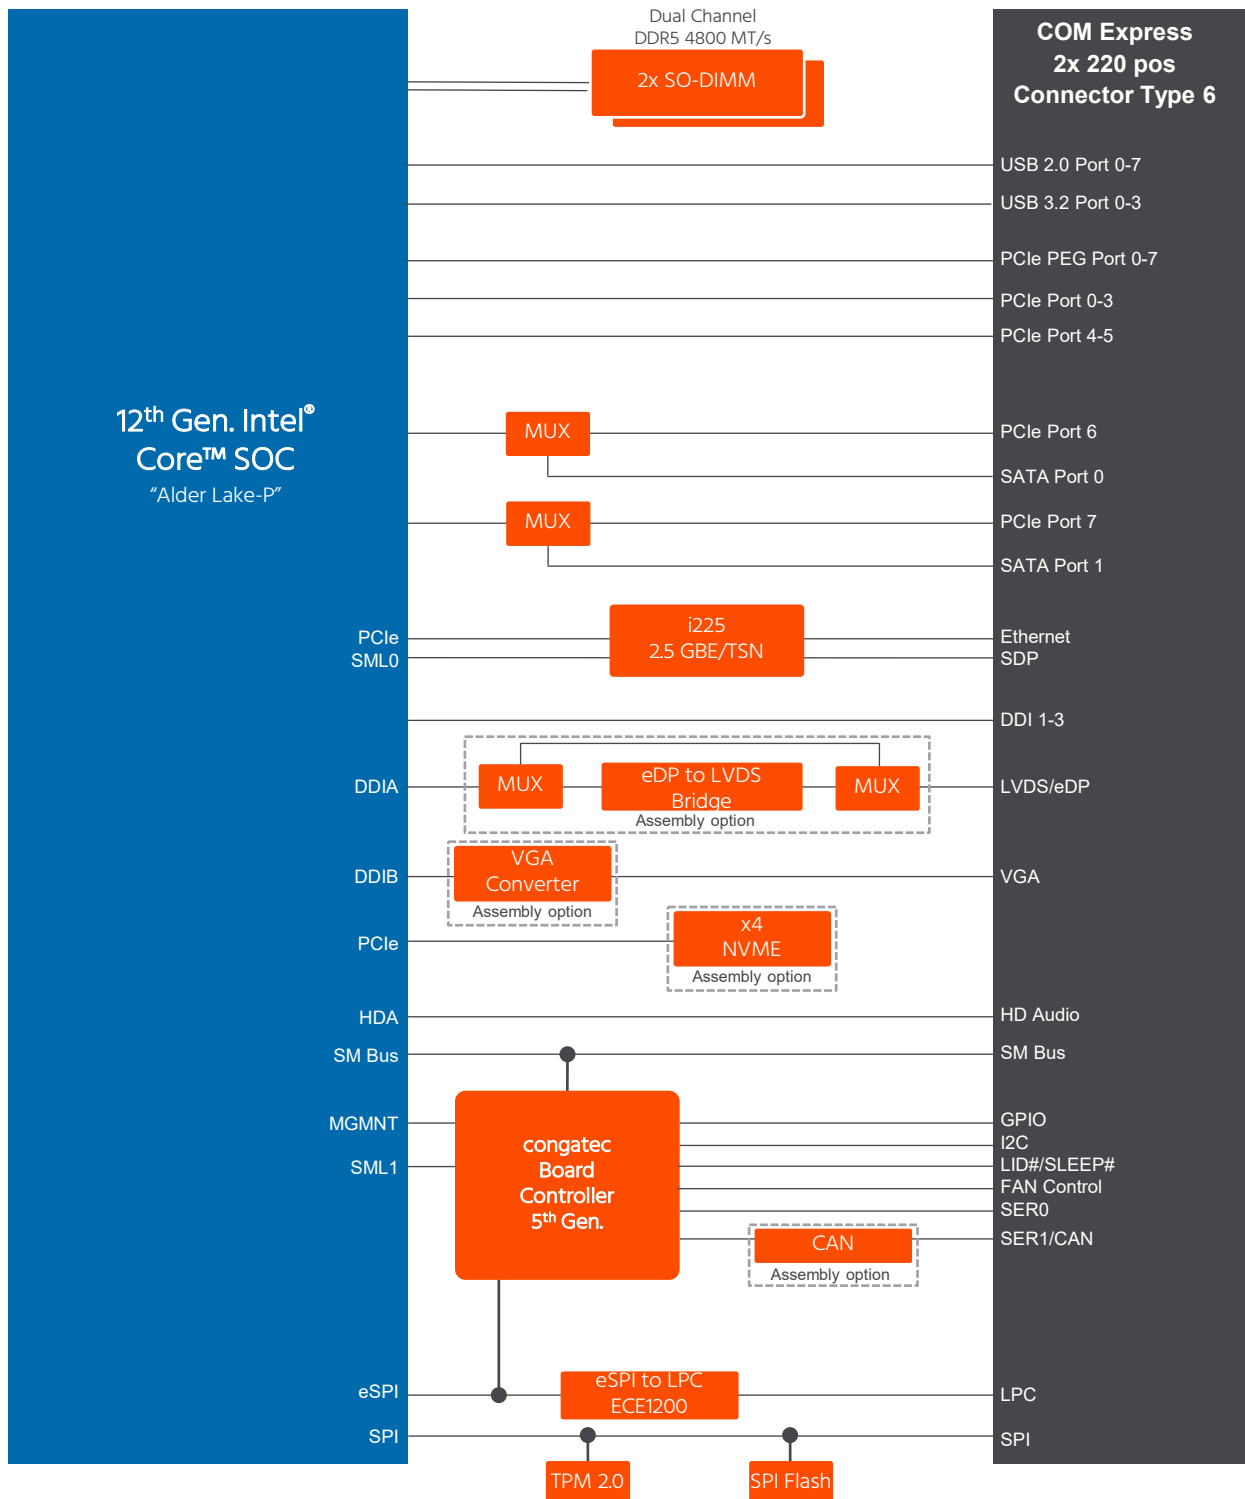 Dual Channel
DDR5 4800 MT/s
2x SO-DIMM
COM Express
2x 220 pos
Connector Type 6
USB 2.0 Port 0-7
USB 3.2 Port 0-3
PCIe PEG Port 0-7
PCIe Port 0-3
PCIe Port 4-5
12th Gen. Intel®
Core™ SOC
“Alder Lake-P”
MUX
PCIe Port 6
SATA Port 0
MUX
PCIe Port 7
SATA Port 1
PCIe
SML0
i225
2.5 GBE/TSN
Ethernet
SDP
DDI 1-3
DDIA
MUX
eDP to LVDS
Bridge
MUX
Assembly option
LVDS/eDP
DDIB
VGA
Converter
Assembly option
VGA
PCIe
x4
NVME
Assembly option
HDA
HD Audio
SM Bus
SM Bus
MGMNT
SML1
congatec
Board
Controller
5th Gen.
GPIO
I2C
LID#/SLEEP#
FAN Control
SER0
CAN
Assembly option
SER1/CAN
eSPI
eSPI to LPC
ECE1200
LPC
SPI
SPI
TPM 2.0
SPI Flash